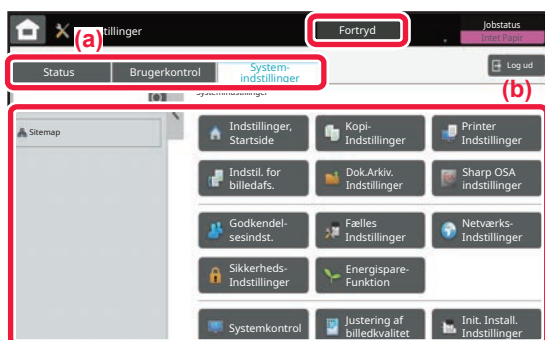 Indstillinger
Fortryd
Jobstatus
Intet Papir
(a)
Status
Brugerkontrol
System-
indstillinger
Log ud
(b)
Systemindstillinger
Sitemap
Indstillinger,
Startside
Kopi-
Indstillinger
Printer
Indstillinger
Indstil. for
billedafs.
Dok.Arkiv.
Indstillinger
Sharp OSA
indstillinger
Godkendel-
sesindst.
Fælles
Indstillinger
Netværks-
Indstillinger
Sikkerheds-
Indstillinger
Energispare-
Funktion
Systemkontrol
Justering af
billedkvalitet
Init. Install.
Indstillinger